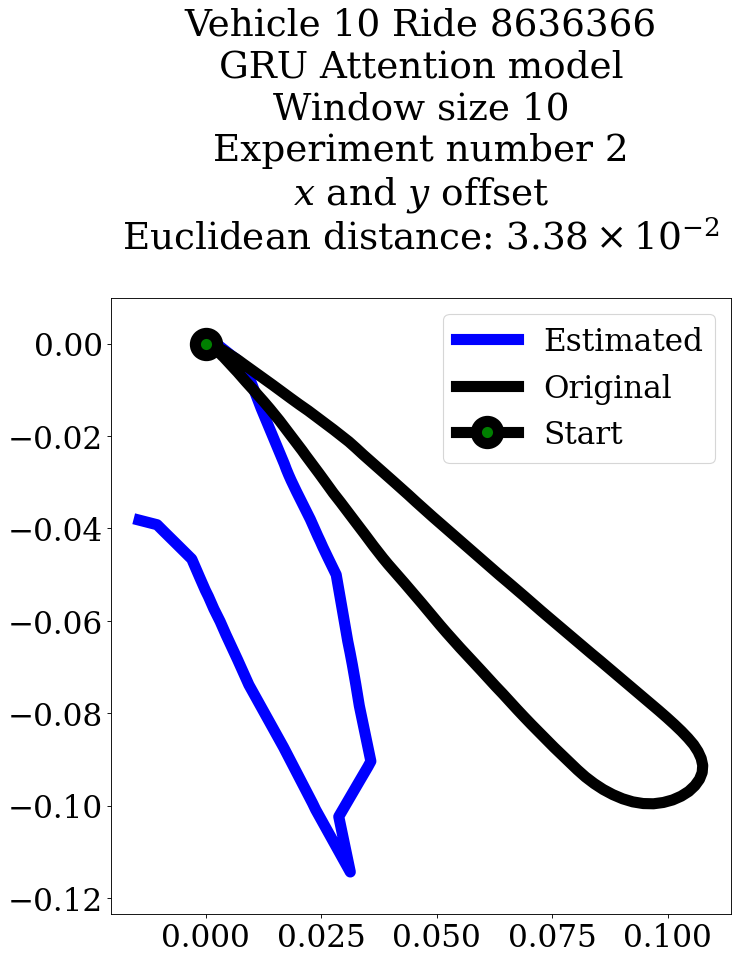 Vehicle 10 Ride 8636366
GRU Attention model
Window size 10
Experiment number 2
x and y offset
Euclidean distance: 3.38 × 10⁻²
Estimated
Original
Start
0.00
−0.02
−0.04
−0.06
−0.08
−0.10
−0.12
0.000 0.025 0.050 0.075 0.100